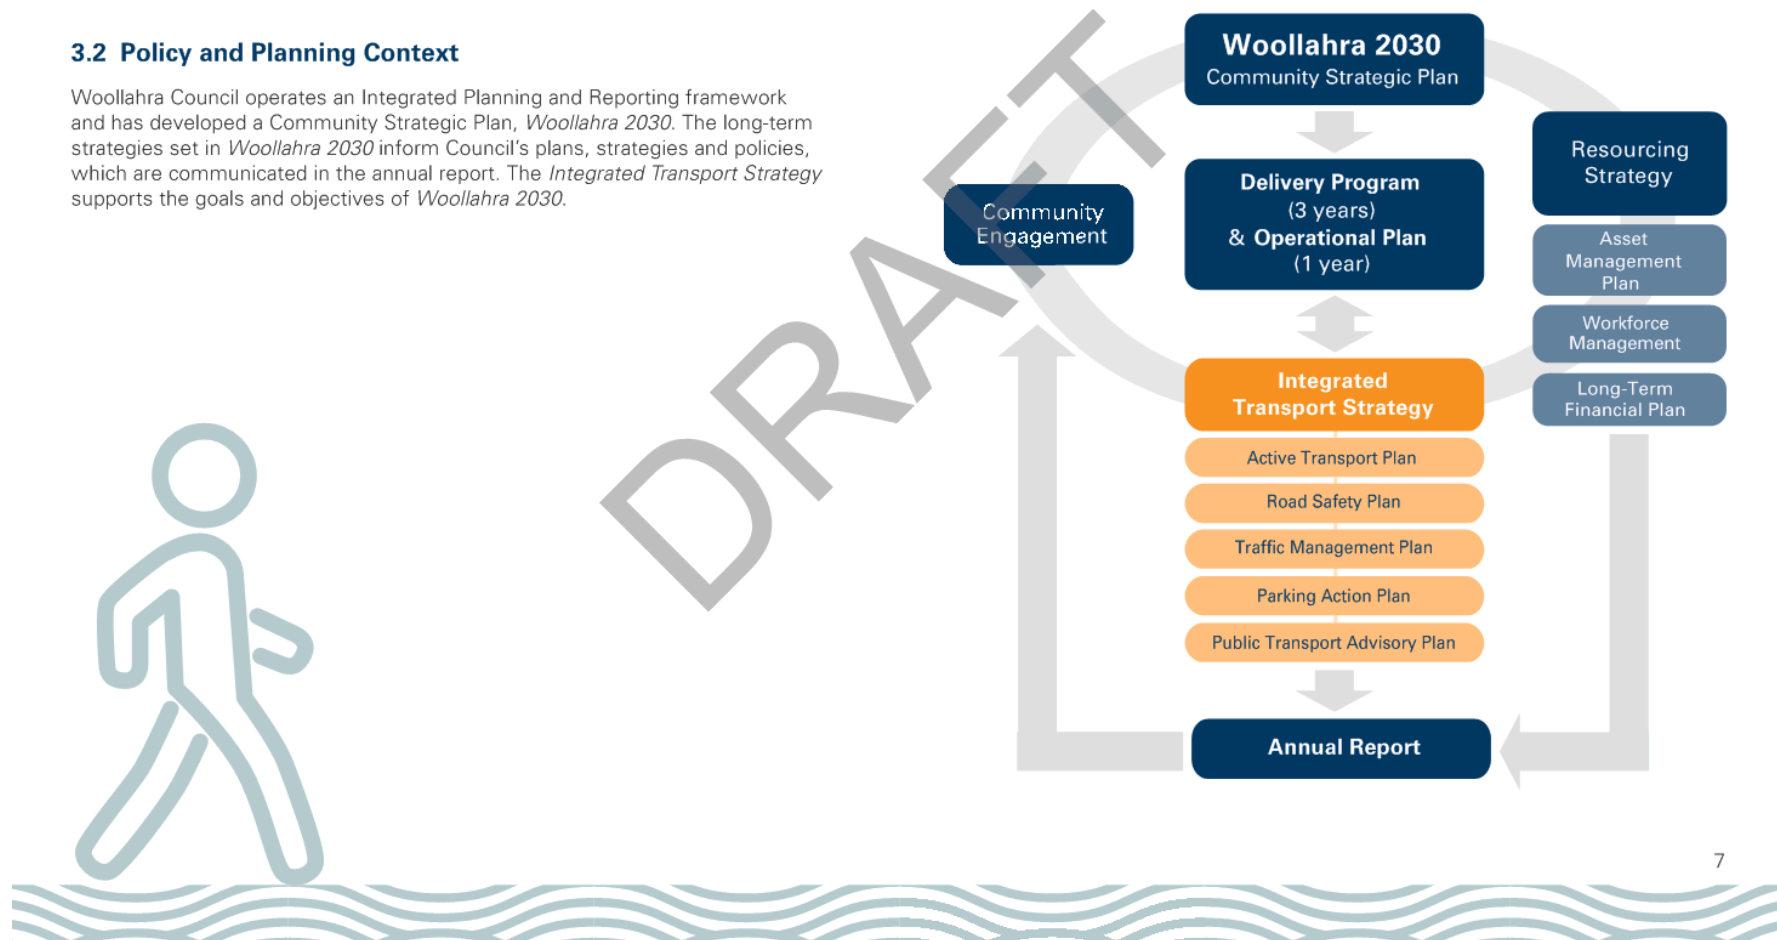 3.2 Policy and Planning Context
Woollahra Council operates an Integrated Planning and Reporting framework
and has developed a Community Strategic Plan, Woollahra 2030. The long-term
strategies set in Woollahra 2030 inform Council's plans, strategies and policies,
which are communicated in the annual report. The Integrated Transport Strategy
supports the goals and objectives of Woollahra 2030.
DRAFT
Woollahra 2030
Community Strategic Plan
Community
Engagement
Delivery Program
(3 years)
& Operational Plan
(1 year)
Resourcing
Strategy
Asset
Management
Plan
Workforce
Management
Long-Term
Financial Plan
Integrated
Transport Strategy
Active Transport Plan
Road Safety Plan
Traffic Management Plan
Parking Action Plan
Public Transport Advisory Plan
Annual Report
7